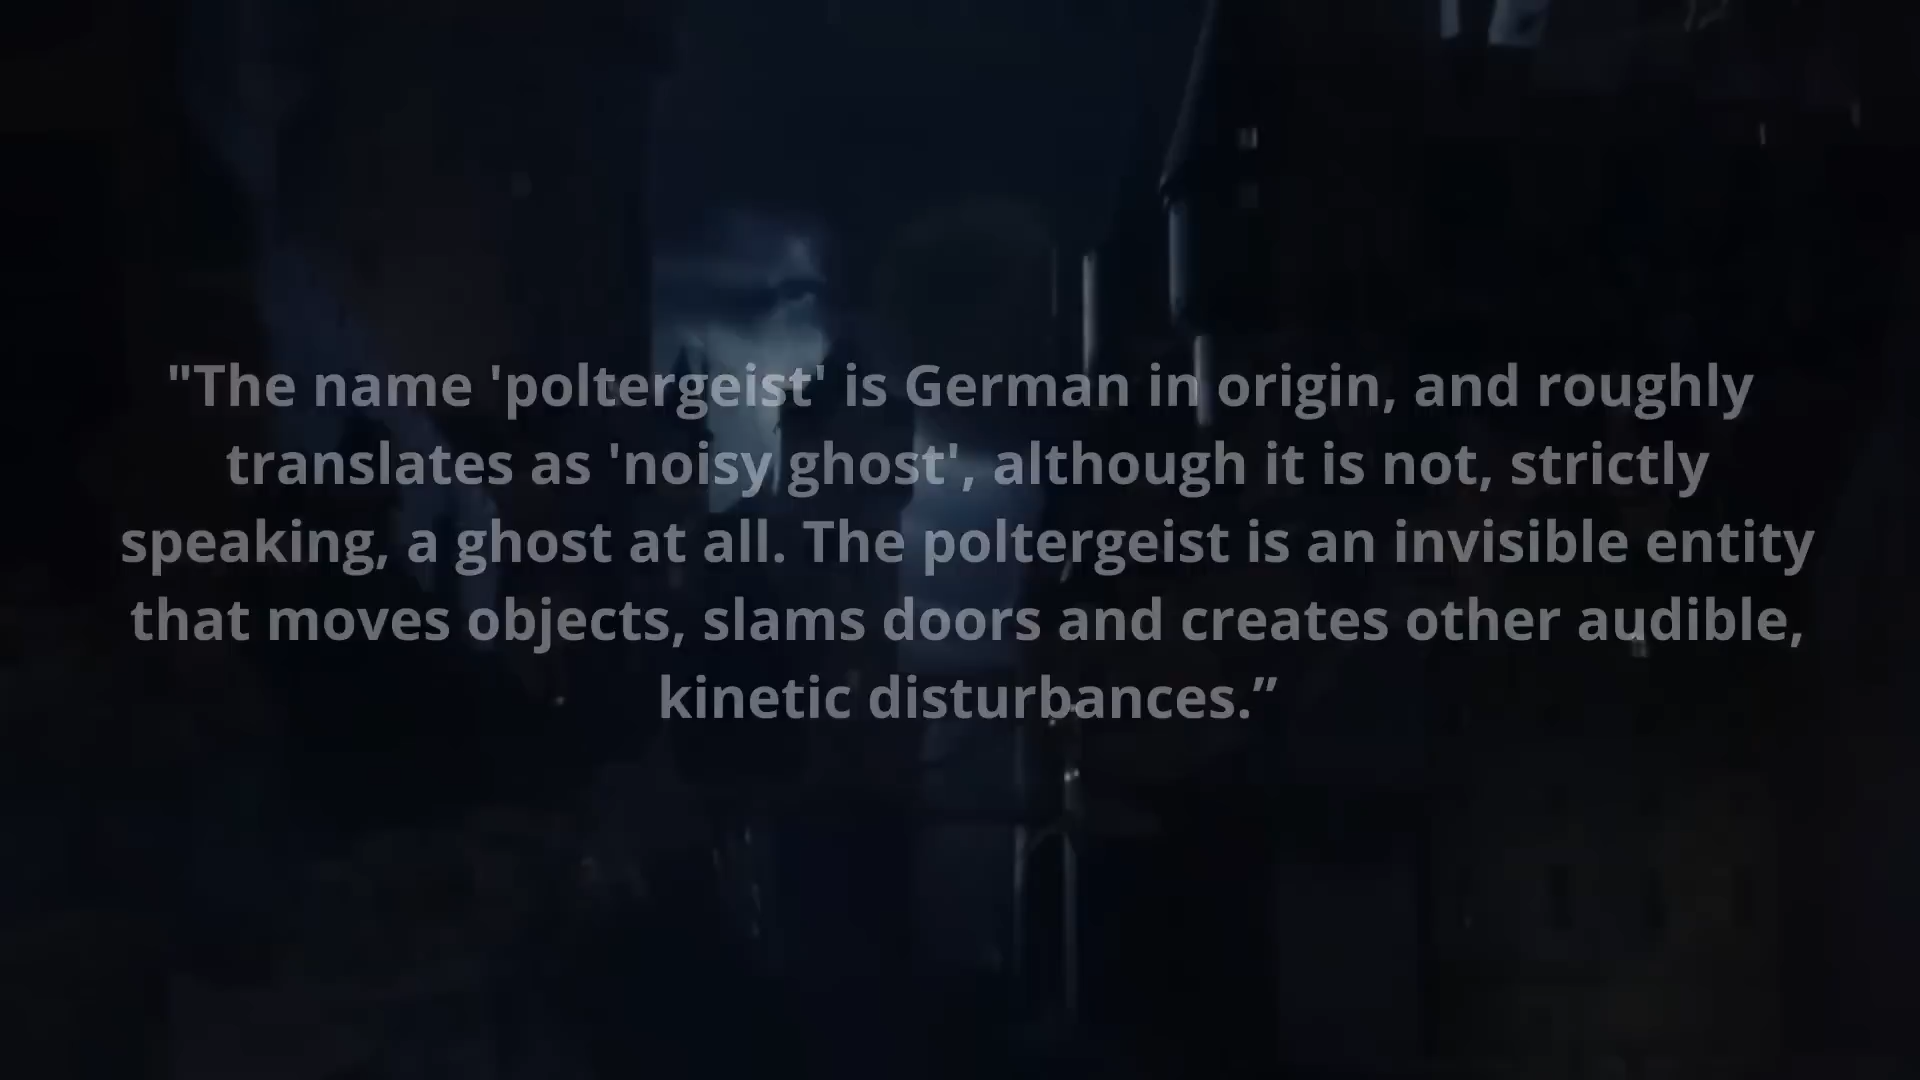 "The name 'poltergeist' is German in origin, and roughly
translates as 'noisy ghost', although it is not, strictly
speaking, a ghost at all. The poltergeist is an invisible entity
that moves objects, slams doors and creates other audible,
kinetic disturbances.”